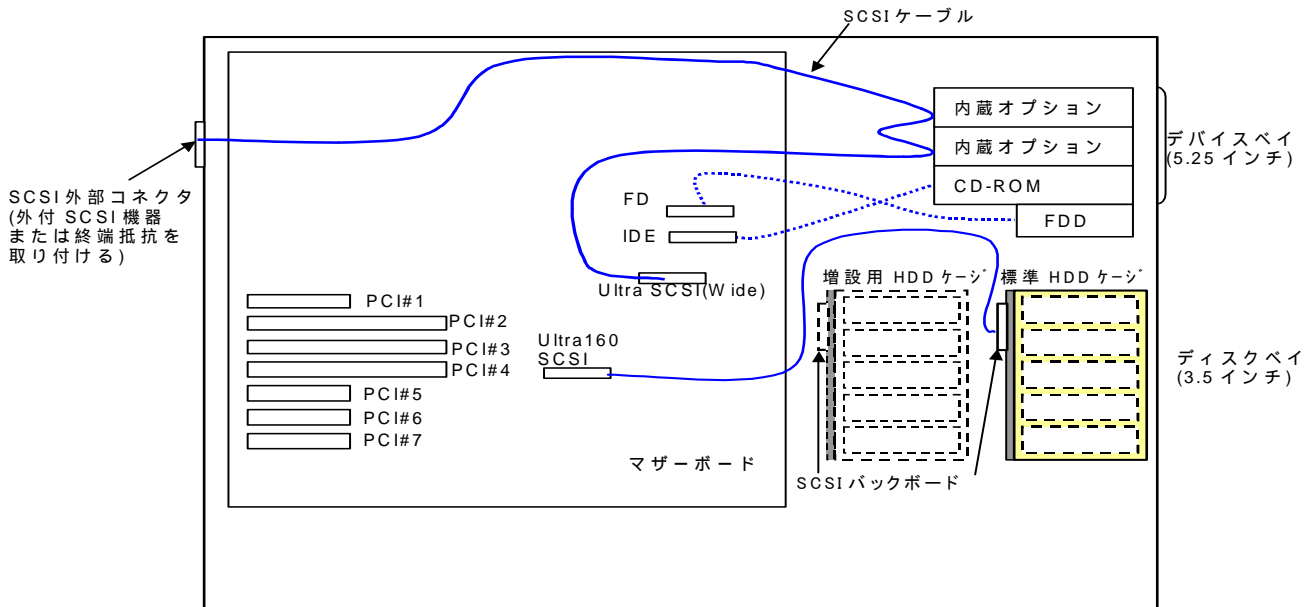 SCSIケーブル
内蔵オプション
内蔵オプション
CD-ROM
FDD
デバイスベイ
(5.25インチ)
SCSI外部コネクタ
(外付SCSI機器
または終端抵抗を
取り付ける)
FD
IDE
Ultra SCSI(Wide)
増設用 HDDケージ
標準 HDDケージ
PCI#1
PCI#2
PCI#3
PCI#4
PCI#5
PCI#6
PCI#7
Ultra160
SCSI
ディスクベイ
(3.5インチ)
マザーボード
SCSIバックボード